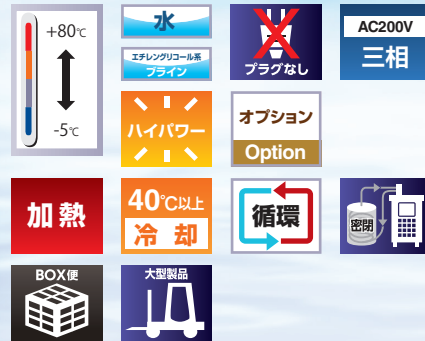 +80℃
-5℃
水
エチレングリコール系
ブライン
プラグなし
AC200V
三相
ハイパワー
オプション
Option
加熱
40℃以上
冷却
循環
密閉
BOX便
大型製品